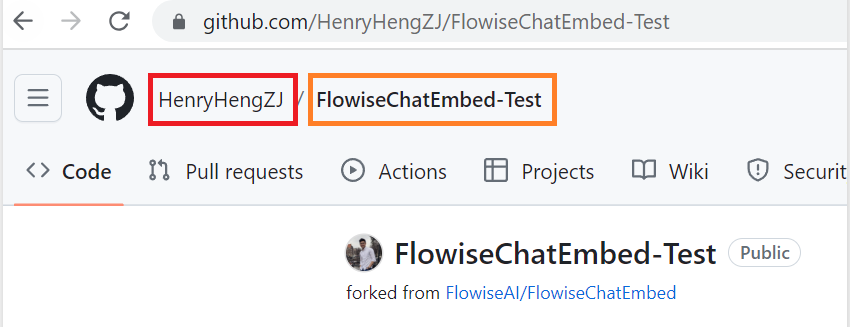 github.com/HenryHengZJ/FlowiseChatEmbed-Test
HenryHengZJ / FlowiseChatEmbed-Test
Code Pull requests Actions Projects Wiki Securit
FlowiseChatEmbed-Test Public
forked from FlowiseAI/FlowiseChatEmbed